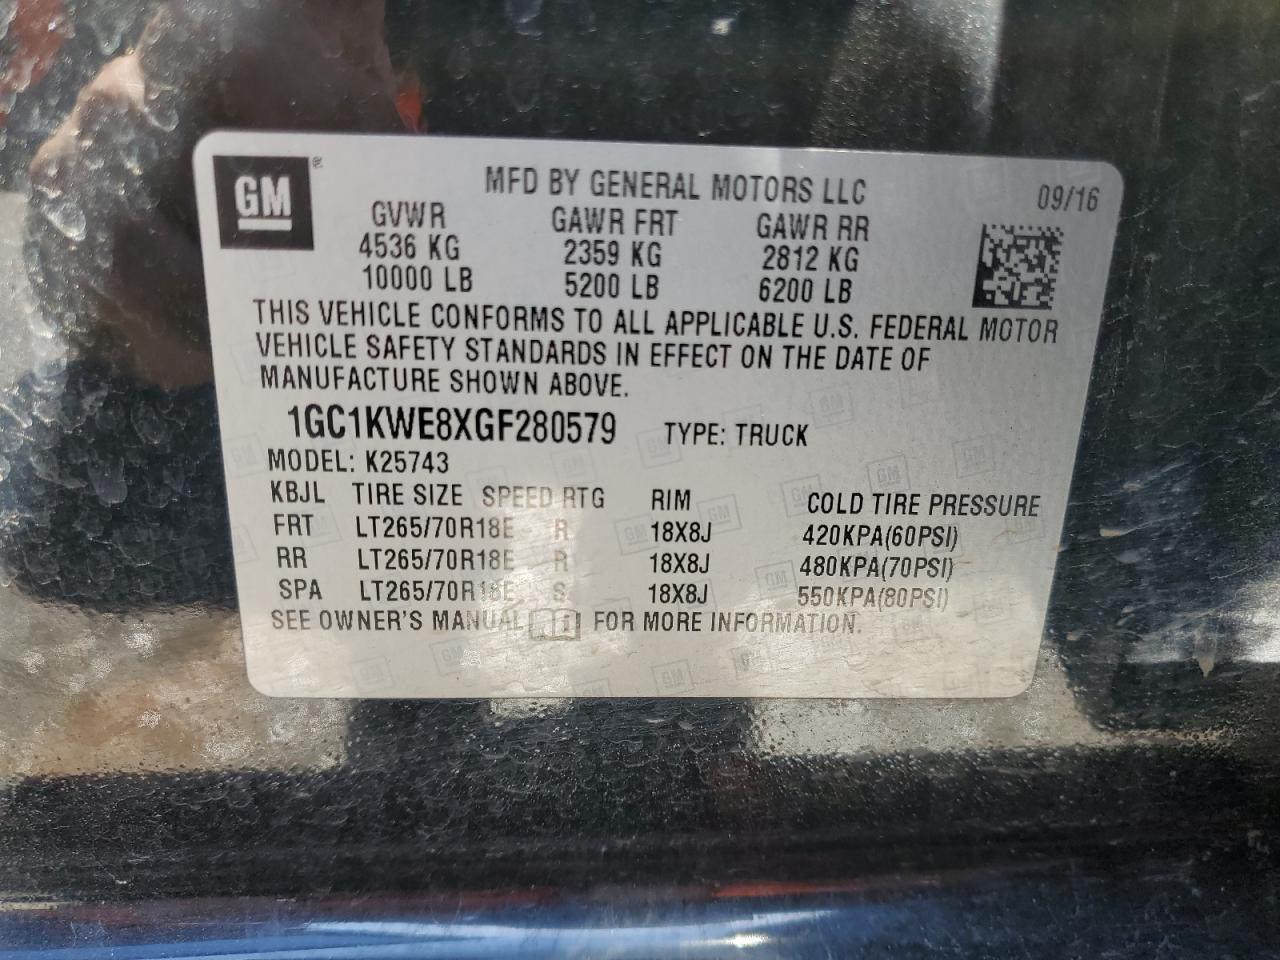 GM ®
MFD BY GENERAL MOTORS LLC 09/16
GVWR GAWR FRT GAWR RR
4536 KG 2359 KG 2812 KG
10000 LB 5200 LB 6200 LB
THIS VEHICLE CONFORMS TO ALL APPLICABLE U.S. FEDERAL MOTOR
VEHICLE SAFETY STANDARDS IN EFFECT ON THE DATE OF
MANUFACTURE SHOWN ABOVE.
1GC1KWE8XGF280579 TYPE: TRUCK
MODEL: K25743
KBJL TIRE SIZE SPEED RTG RIM COLD TIRE PRESSURE
FRT LT265/70R18E R 18X8J 420KPA(60PSI)
RR LT265/70R18E R 18X8J 480KPA(70PSI)
SPA LT265/70R18E S 18X8J 550KPA(80PSI)
SEE OWNER'S MANUAL FOR MORE INFORMATION.